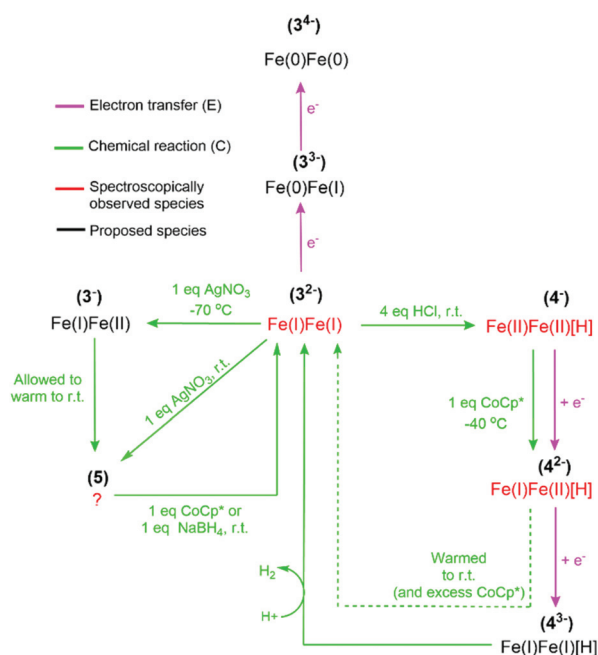 (3⁴⁻)
Fe(0)Fe(0)
e⁻
Electron transfer (E)
Chemical reaction (C)
Spectroscopically
observed species
Proposed species
(3³⁻)
Fe(0)Fe(I)
e⁻
(3⁻)
Fe(I)Fe(II)
1 eq AgNO₃
-70 °C
(3²⁻)
Fe(I)Fe(I)
4 eq HCl, r.t.
(4⁻)
Fe(II)Fe(II)[H]
Allowed to
warm to r.t.
1 eq AgNO₃, r.t.
1 eq CoCp*
-40 °C
+ e⁻
(5)
?
1 eq CoCp* or
1 eq NaBH₄, r.t.
(4²⁻)
Fe(I)Fe(II)[H]
Warmed
to r.t.
(and excess CoCp*)
+ e⁻
H₂
H+
(4³⁻)
Fe(I)Fe(I)[H]